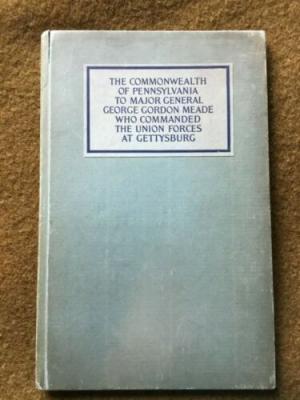 THE COMMONWEALTH
OF PENNSYLVANIA
TO MAJOR GENERAL
GEORGE GORDON MEADE
WHO COMMANDED
THE UNION FORCES
AT GETTYSBURG